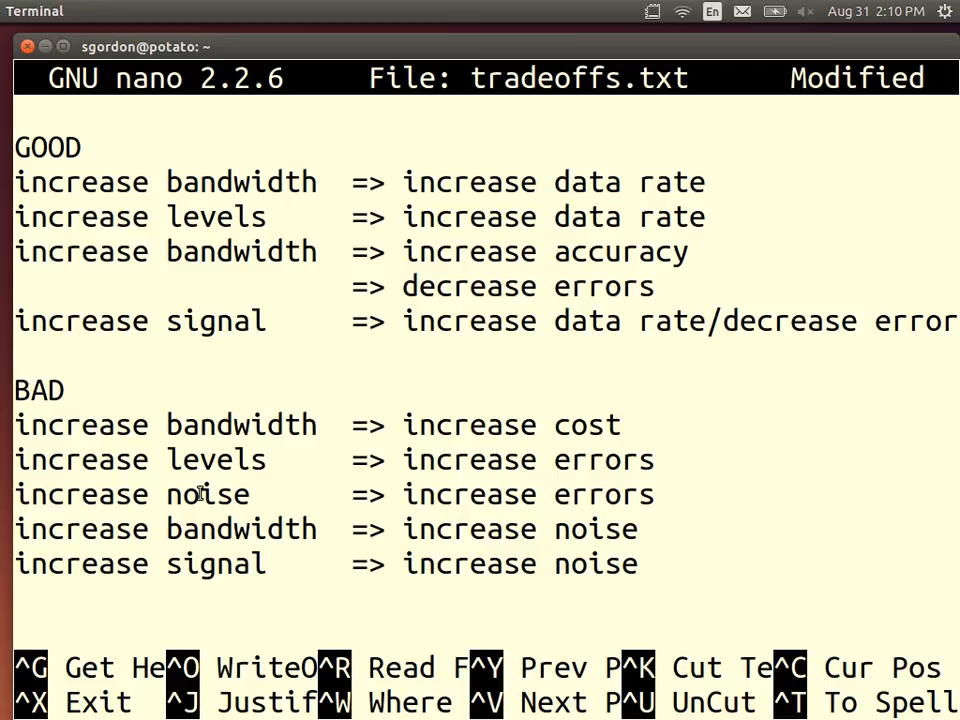 Terminal En Aug 31 2:10 PM
sgordon@potato: ~
GNU nano 2.2.6 File: tradeoffs.txt Modified
GOOD
increase bandwidth => increase data rate
increase levels => increase data rate
increase bandwidth => increase accuracy
=> decrease errors
increase signal => increase data rate/decrease error
BAD
increase bandwidth => increase cost
increase levels => increase errors
increase noise => increase errors
increase bandwidth => increase noise
increase signal => increase noise
^G Get He^O WriteO^R Read F^Y Prev P^K Cut Te^C Cur Pos
^X Exit ^J Justif^W Where ^V Next P^U UnCut ^T To Spell